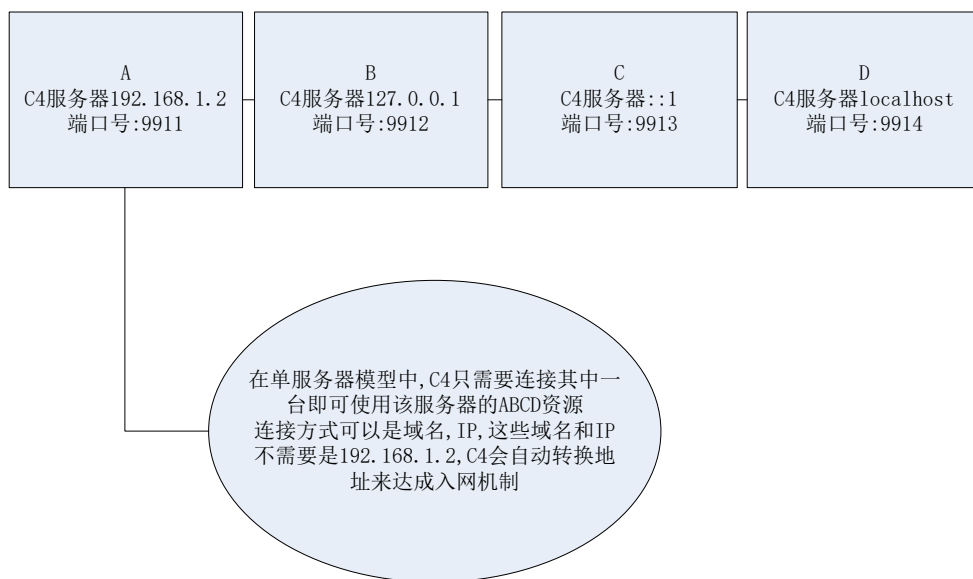 A
C4服务器192.168.1.2
端口号:9911
B
C4服务器127.0.0.1
端口号:9912
C
C4服务器::1
端口号:9913
D
C4服务器localhost
端口号:9914
在单服务器模型中,C4只需要连接其中一
台即可使用该服务器的ABCD资源
连接方式可以是域名,IP,这些域名和IP
不需要是192.168.1.2,C4会自动转换地
址来达成入网机制